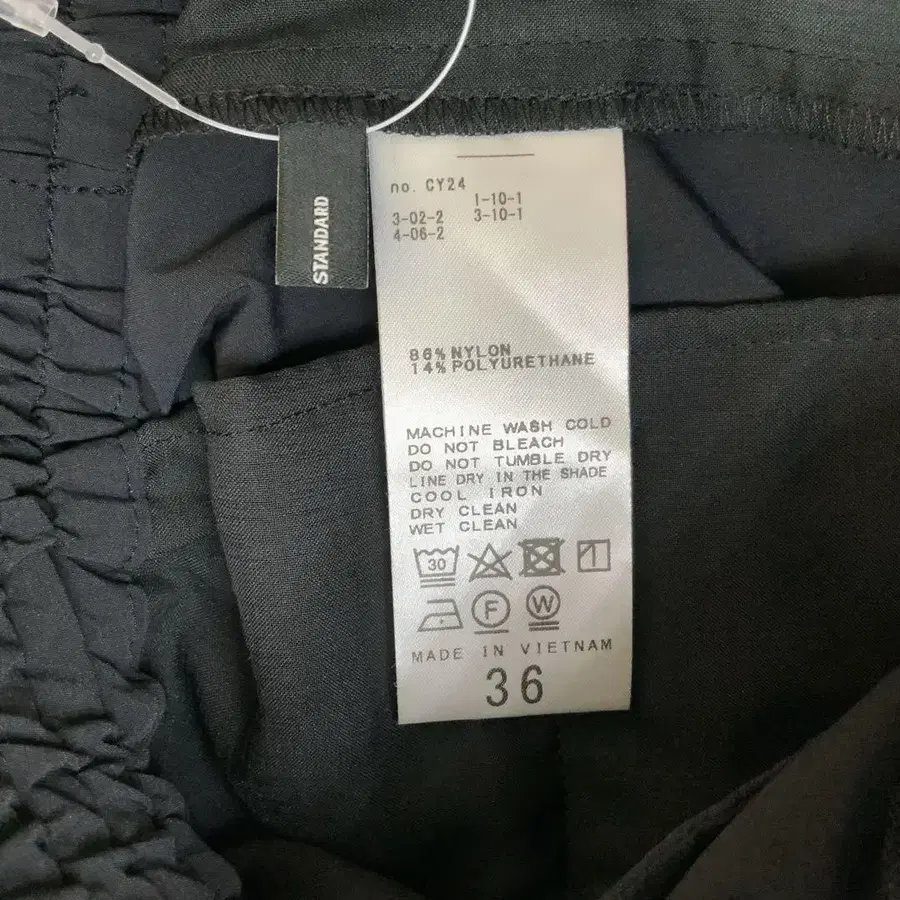 STANDARD
no. CY24
1-10-1
3-02-2 3-10-1
4-06-2
86% NYLON
14% POLYURETHANE
MACHINE WASH COLD
DO NOT BLEACH
DO NOT TUMBLE DRY
LINE DRY IN THE SHADE
COOL IRON
DRY CLEAN
WET CLEAN
30
F W
MADE IN VIETNAM
36